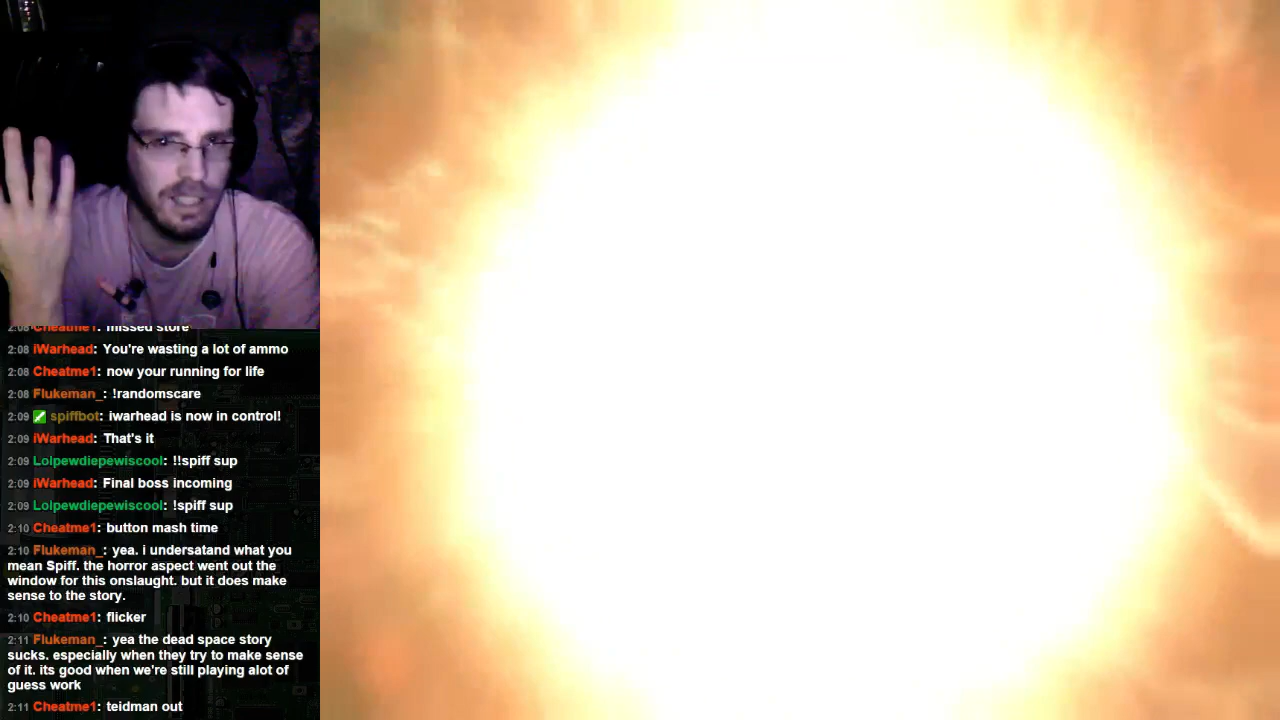 2:08 Cheatme1: missed store
2:08 iWarhead: You're wasting a lot of ammo
2:08 Cheatme1: now your running for life
2:08 Flukeman_: !randomscare
2:09 spiffbot: iwarhead is now in control!
2:09 iWarhead: That's it
2:09 Lolpewdiepewiscool: !!spiff sup
2:09 iWarhead: Final boss incoming
2:09 Lolpewdiepewiscool: !spiff sup
2:10 Cheatme1: button mash time
2:10 Flukeman_: yea. i undersatand what you
mean Spiff. the horror aspect went out the
window for this onslaught. but it does make
sense to the story.
2:10 Cheatme1: flicker
2:11 Flukeman_: yea the dead space story
sucks. especially when they try to make sense
of it. its good when we're still playing alot of
guess work
2:11 Cheatme1: teidman out